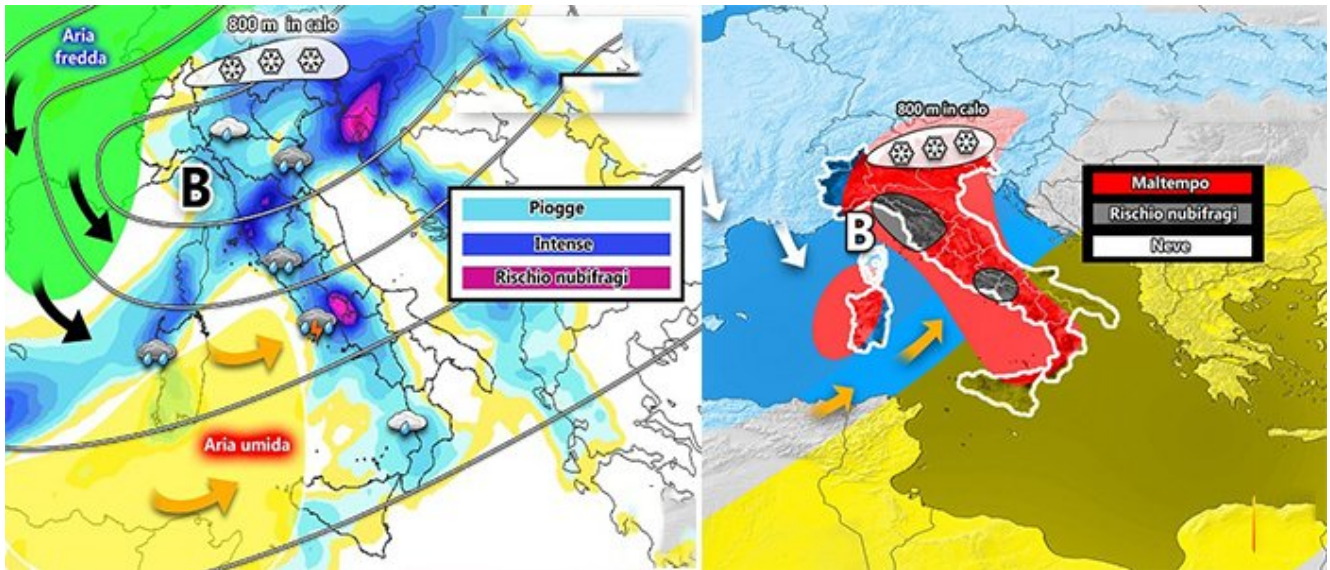 Aria
fredda
800 m in calo
B
Piogge
Intense
Rischio nubifragi
Aria umida
800 m in calo
B
Maltempo
Rischio nubifragi
Neve